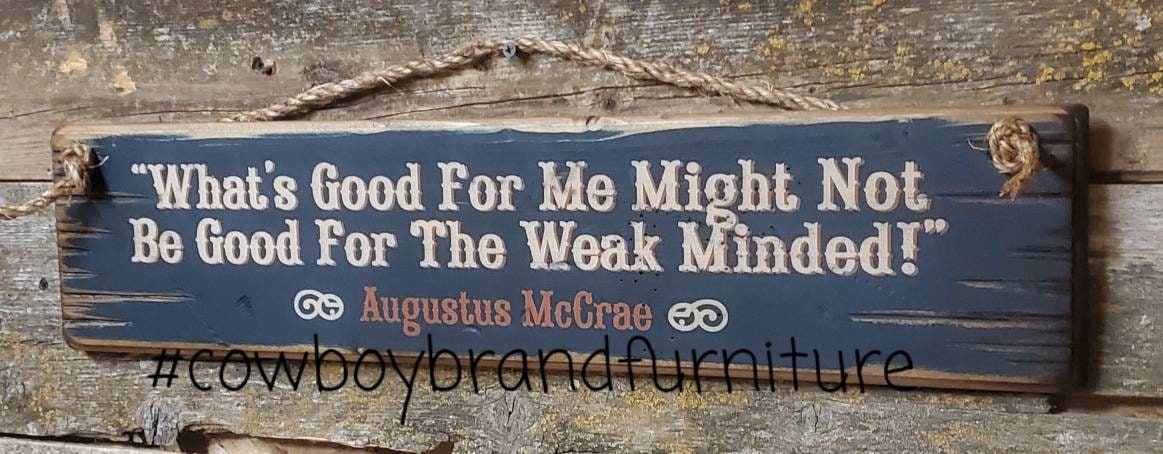 “What's Good For Me Might Not
Be Good For The Weak Minded!”
Augustus McCrae
#cowboybrandfurniture